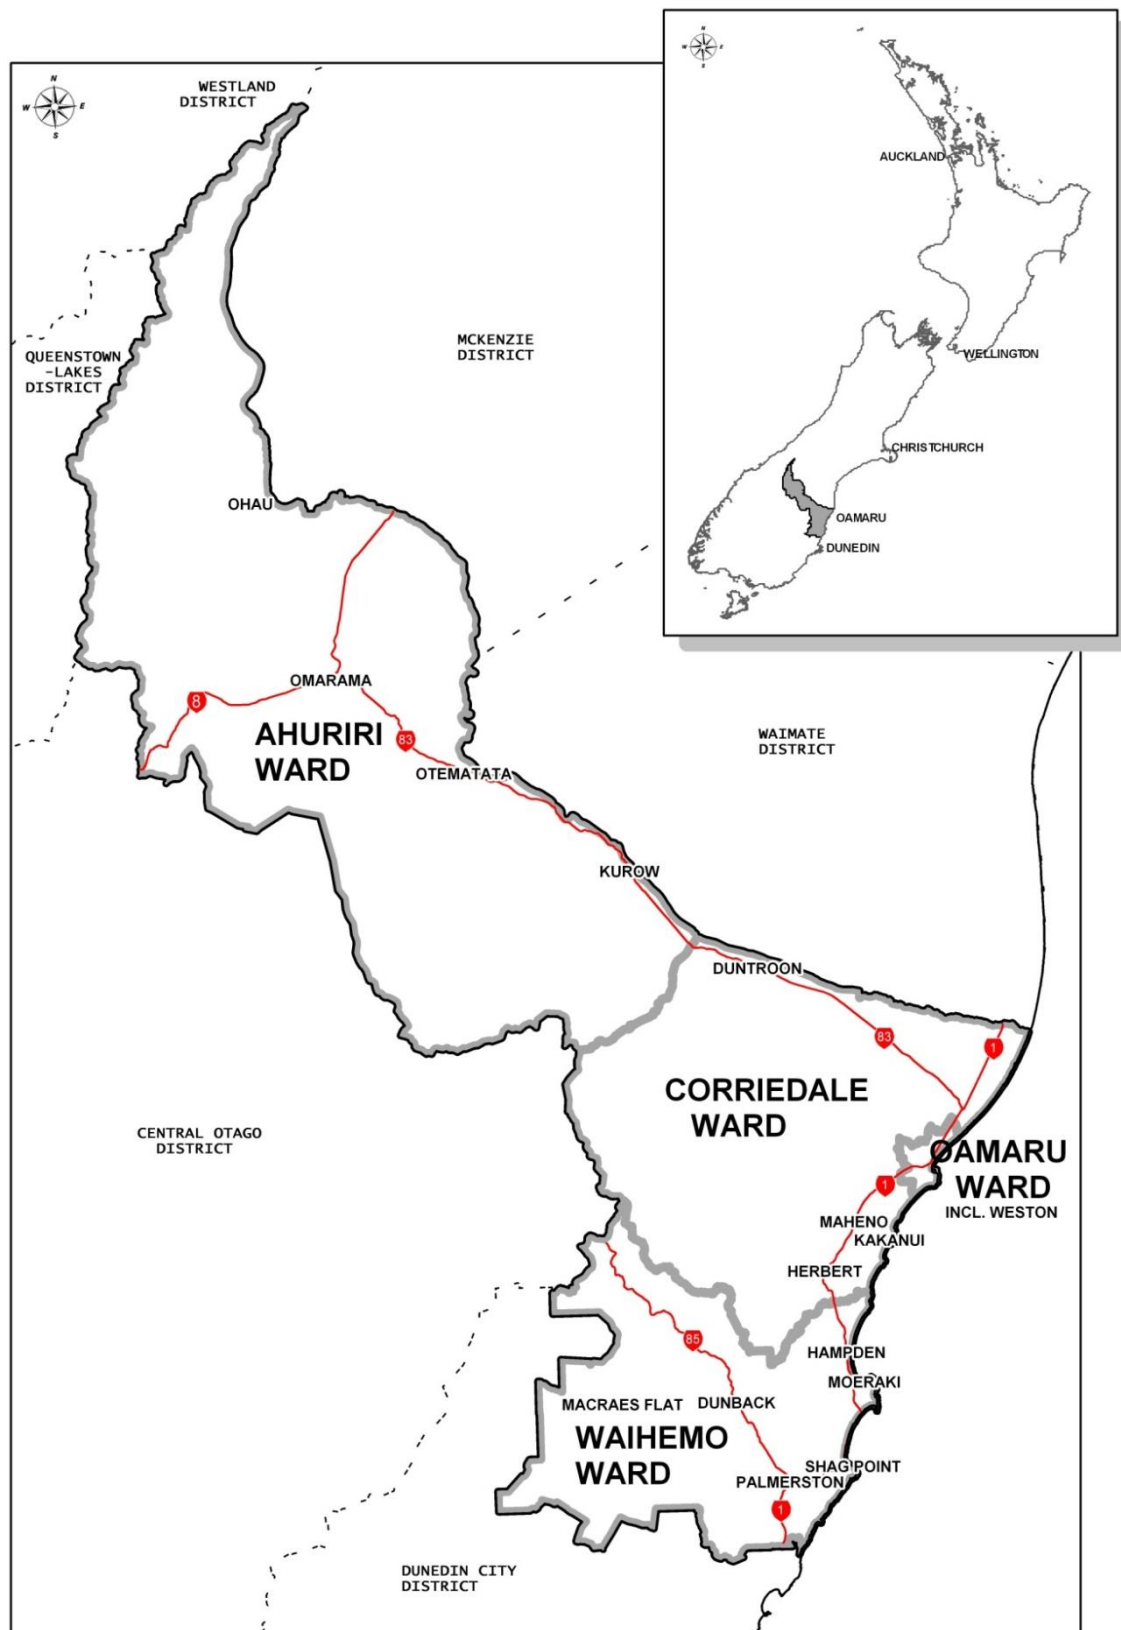 N
W E
S
WESTLAND
DISTRICT
QUEENSTOWN
-LAKES
DISTRICT
MCKENZIE
DISTRICT
OHAU
OMARAMA
8
AHURIRI
WARD
83
OTEMATATA
WAIMATE
DISTRICT
KUROW
DUNTROON
83
1
CORRIEDALE
WARD
CENTRAL OTAGO
DISTRICT
OAMARU
WARD
INCL. WESTON
1
MAHENO
KAKANUI
HERBERT
85
HAMPDEN
MOERAKI
MACRAES FLAT
DUNBACK
WAIHEMO
WARD
SHAG POINT
PALMERSTON
1
DUNEDIN CITY
DISTRICT
N
W E
S
AUCKLAND
WELLINGTON
CHRISTCHURCH
OAMARU
DUNEDIN